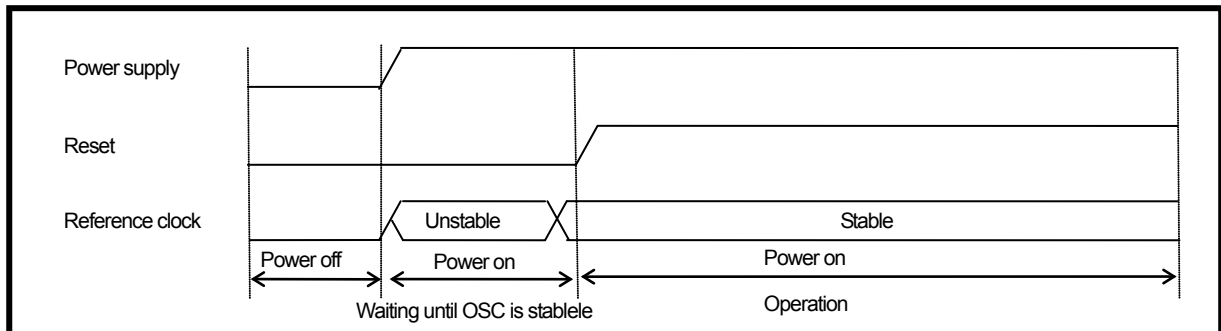 Power supply
Reset
Reference clock
Unstable
Stable
Power off
Power on
Power on
Waiting until OSC is stablele
Operation